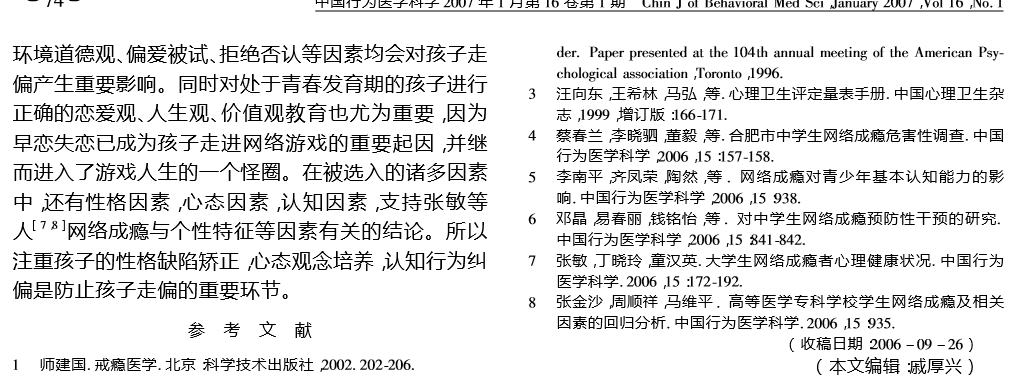 74
中国行为医学科学 2007 年 1 月第 16 卷第 1 期 Chin J of Behavioral Med Sci ,January 2007 ,Vol 16 ,No. 1
环境道德观、偏爱被试、拒绝否认等因素均会对孩子走
偏产生重要影响。同时对处于青春发育期的孩子进行
正确的恋爱观、人生观、价值观教育也尤为重要 ,因为
早恋失恋已成为孩子走进网络游戏的重要起因 ,并继
而进入了游戏人生的一个怪圈。在被选入的诸多因素
中 ,还有性格因素 ,心态因素 ,认知因素 ,支持张敏等
人[ 7 8 ]网络成瘾与个性特征等因素有关的结论。所以
注重孩子的性格缺陷矫正 ,心态观念培养 ,认知行为纠
偏是防止孩子走偏的重要环节。
参 考 文 献
1 师建国. 戒瘾医学. 北京 :科学技术出版社 ,2002. 202-206.
der. Paper presented at the 104th annual meeting of the American Psy-
chological association ,Toronto ,1996.
3 汪向东 ,王希林 ,马弘 ,等. 心理卫生评定量表手册. 中国心理卫生杂
志 ,1999 ,增订版 :166-171.
4 蔡春兰 ,李晓驷 ,董毅 ,等. 合肥市中学生网络成瘾危害性调查. 中国
行为医学科学 ,2006 ,15 :157-158.
5 李南平 ,齐凤荣 ,陶然 ,等 . 网络成瘾对青少年基本认知能力的影
响. 中国行为医学科学 ,2006 ,15 :938.
6 邓晶 ,易春丽 ,钱铭怡 ,等 . 对中学生网络成瘾预防性干预的研究.
中国行为医学科学 ,2006 ,15 :841-842.
7 张敏 ,丁晓玲 ,童汉英. 大学生网络成瘾者心理健康状况. 中国行为
医学科学. 2006 ,15 :172-192.
8 张金沙 ,周顺祥 ,马维平 . 高等医学专科学校学生网络成瘾及相关
因素的回归分析. 中国行为医学科学. 2006 ,15 :935.
( 收稿日期 :2006 - 09 - 26 )
( 本文编辑 :戚厚兴 )